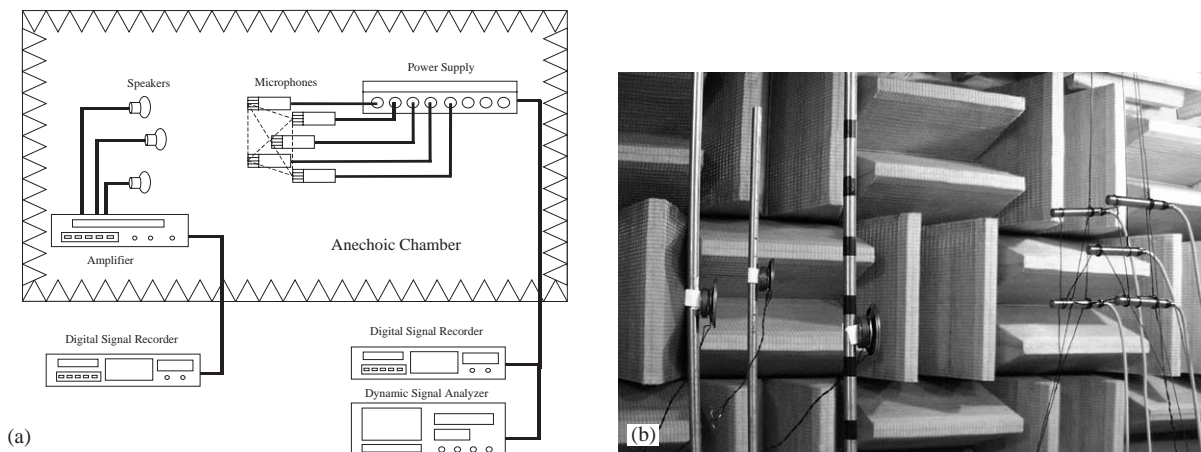 Power Supply
Speakers
Microphones
Anechoic Chamber
Amplifier
Digital Signal Recorder
Digital Signal Recorder
Dynamic Signal Analyzer
(a)
(b)